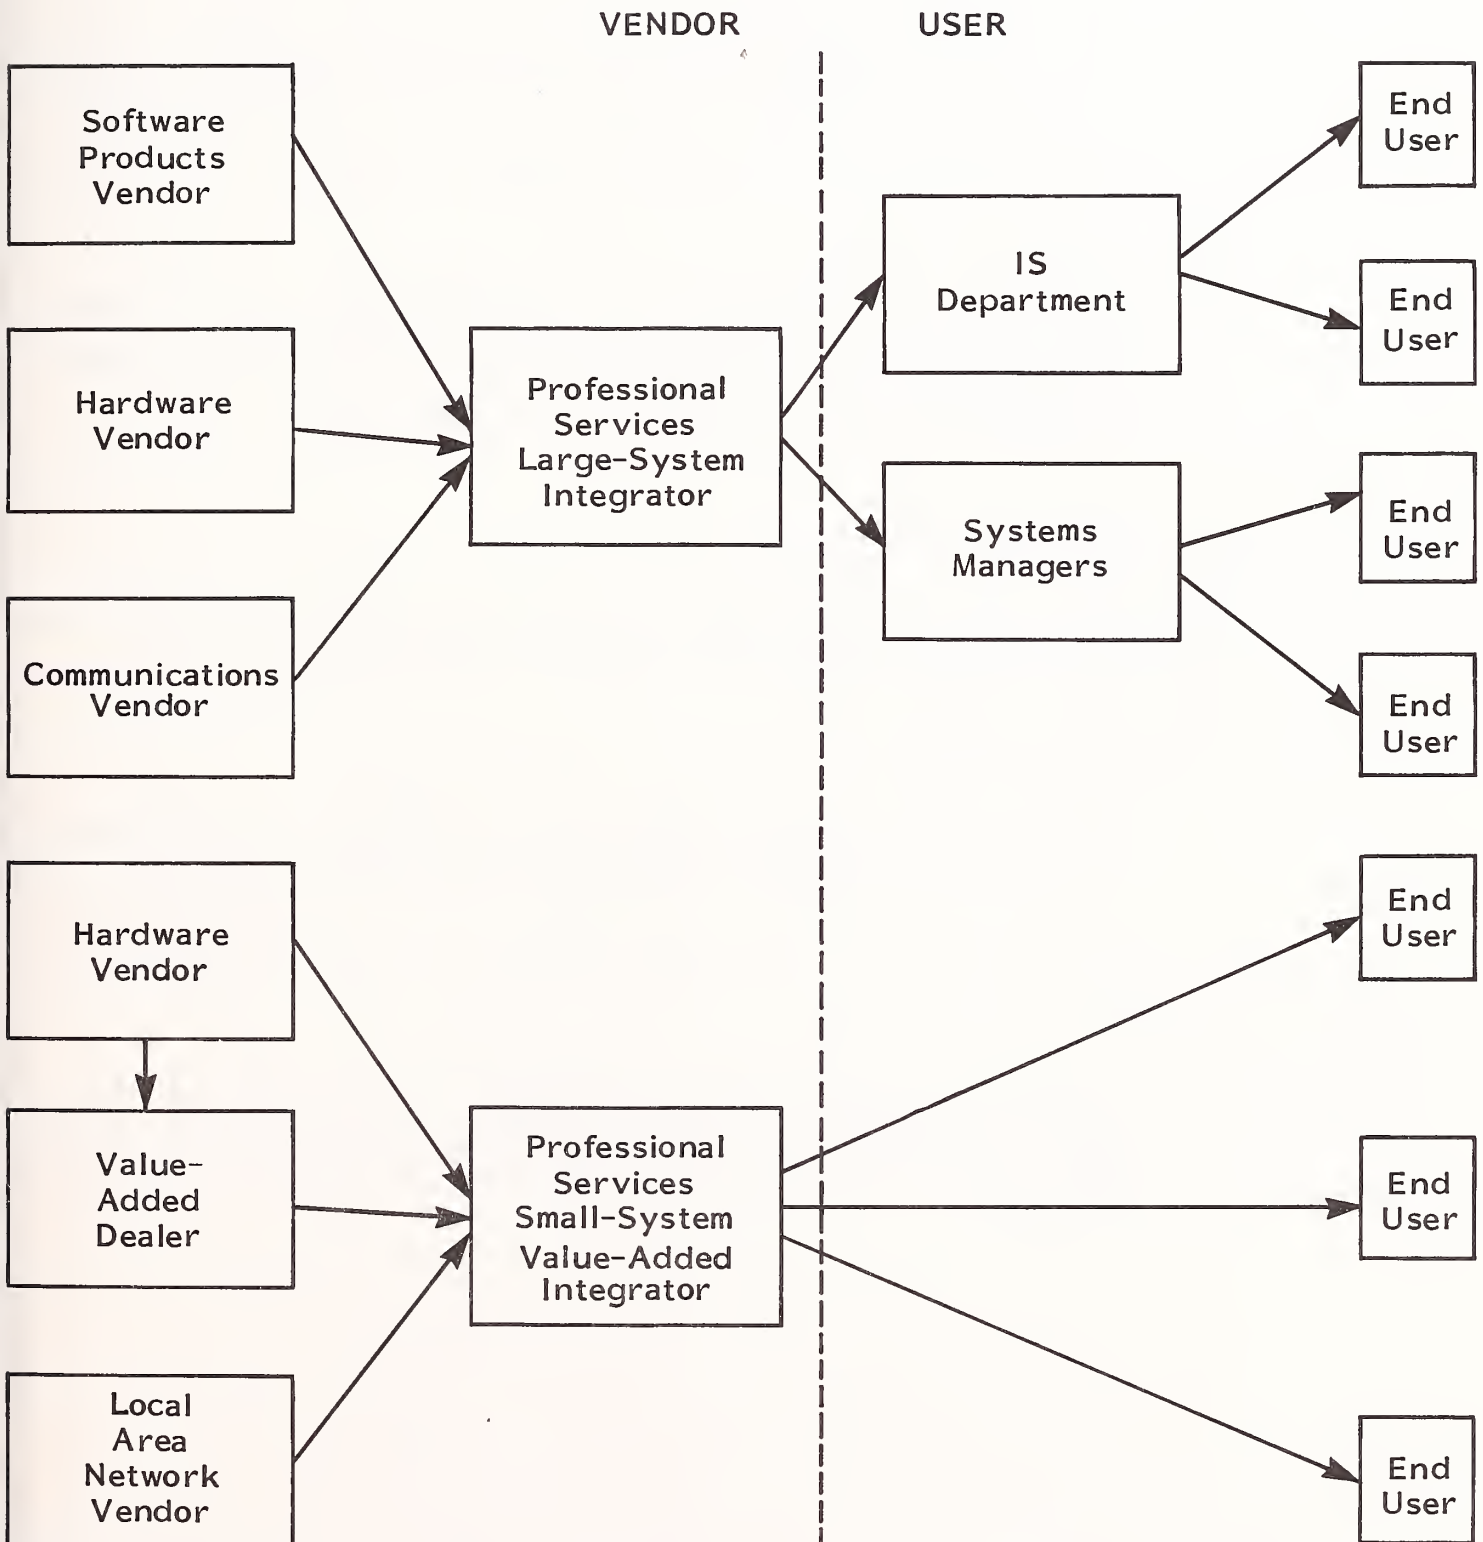 VENDOR
USER
Software
Products
Vendor
Hardware
Vendor
Communications
Vendor
Professional
Services
Large-System
Integrator
IS
Department
Systems
Managers
End
User
End
User
End
User
End
User
Hardware
Vendor
Value-
Added
Dealer
Local
Area
Network
Vendor
Professional
Services
Small-System
Value-Added
Integrator
End
User
End
User
End
User